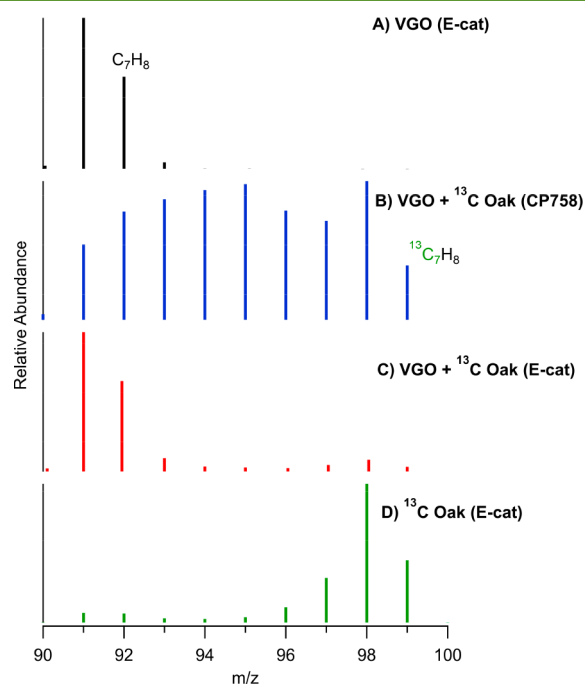 A) VGO (E-cat)
C₇H₈
B) VGO + ¹³C Oak (CP758)
¹³C₇H₈
Relative Abundance
C) VGO + ¹³C Oak (E-cat)
D) ¹³C Oak (E-cat)
90 92 94 96 98 100
m/z